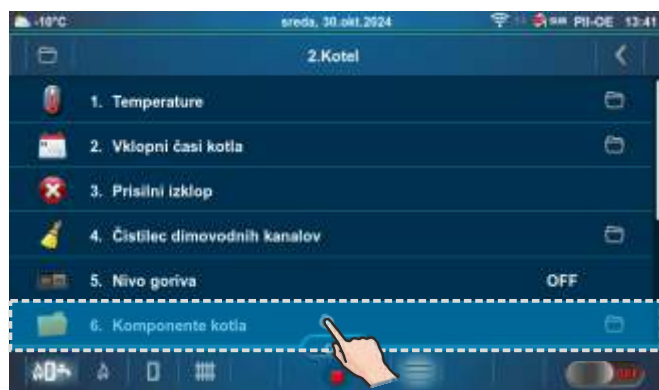 -10°C sreda, 30.okt.2024 PII-OE 13:41
2.Kotel
1. Temperature
2. Vklopni časi kotla
3. Prisilni izklop
4. Čistilec dimovodnih kanalov
5. Nivo goriva OFF
6. Komponente kotla
OFF